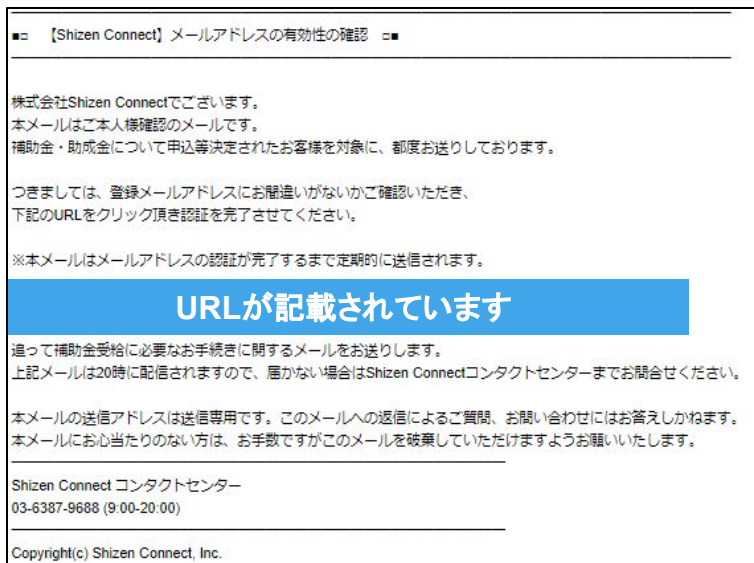 ■□ 【Shizen Connect】メールアドレスの有効性の確認 □■
株式会社Shizen Connectでございます。
本メールはご本人様確認のメールです。
補助金・助成金について申込等決定されたお客様を対象に、都度お送りしております。
つきましては、登録メールアドレスにお間違いがないかご確認いただき、
下記のURLをクリック頂き認証を完了させてください。
※本メールはメールアドレスの認証が完了するまで定期的に送信されます。
URLが記載されています
追って補助金受給に必要なお手続きに関するメールをお送りします。
上記メールは20時に配信されますので、届かない場合はShizen Connectコンタクトセンターまでお問合せください。
本メールの送信アドレスは送信専用です。このメールへの返信によるご質問、お問い合わせにはお答えしかねます。
本メールにお心当たりのない方は、お手数ですがこのメールを破棄していただけますようお願いいたします。
Shizen Connect コンタクトセンター
03-6387-9688 (9:00-20:00)
Copyright(c) Shizen Connect, Inc.